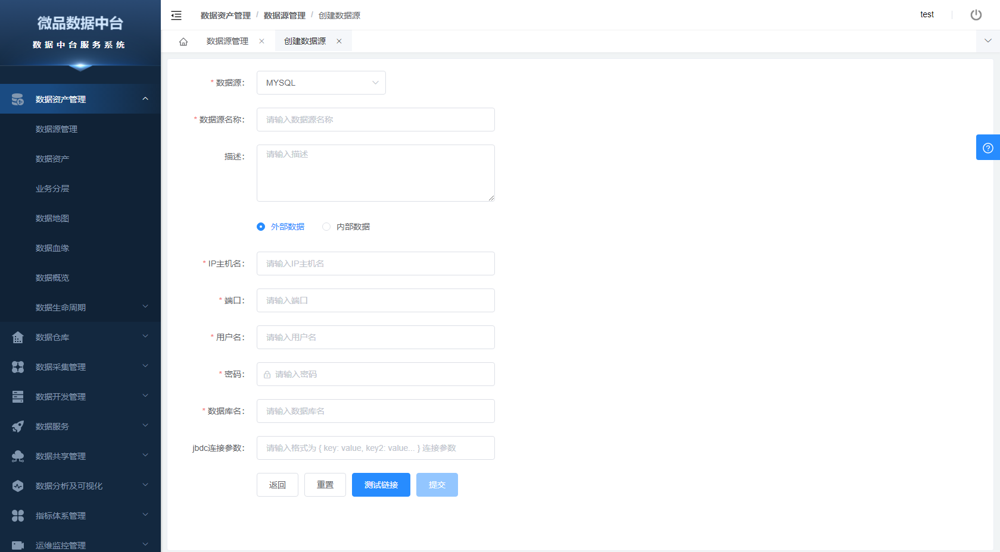 微品数据中台
数据中台服务系统
数据资产管理
数据源管理
数据资产
业务分层
数据地图
数据血缘
数据概览
数据生命周期
数据仓库
数据采集管理
数据开发管理
数据服务
数据共享管理
数据分析及可视化
指标体系管理
运维监控管理
数据资产管理 / 数据源管理 / 创建数据源
test
数据源管理 创建数据源
* 数据源: MYSQL
* 数据源名称: 请输入数据源名称
描述: 请输入描述
外部数据 内部数据
* IP主机名: 请输入IP主机名
* 端口: 请输入端口
* 用户名: 请输入用户名
* 密码: 请输入密码
* 数据库名: 请输入数据库名
jbdc连接参数: 请输入格式为 { key: value, key2: value... } 连接参数
返回 重置 测试链接 提交